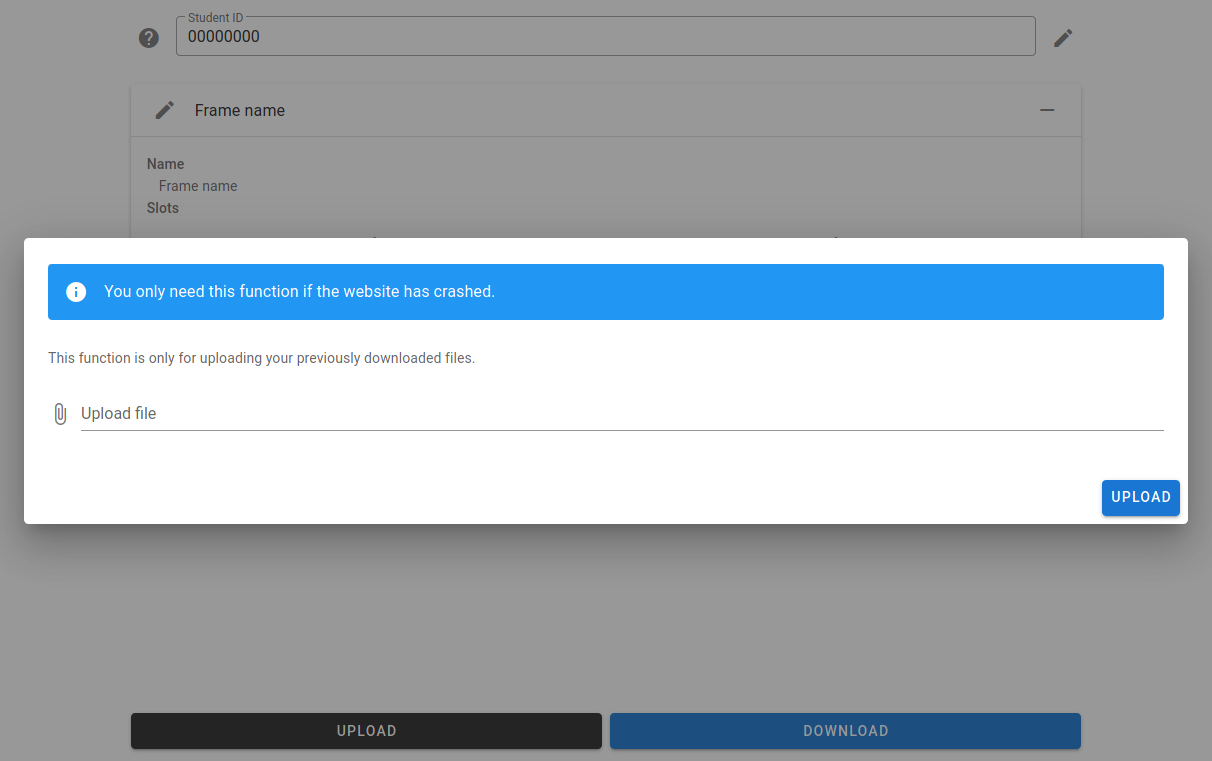 Student ID
00000000
Frame name
Name
Frame name
Slots
You only need this function if the website has crashed.
This function is only for uploading your previously downloaded files.
Upload file
UPLOAD
UPLOAD
DOWNLOAD